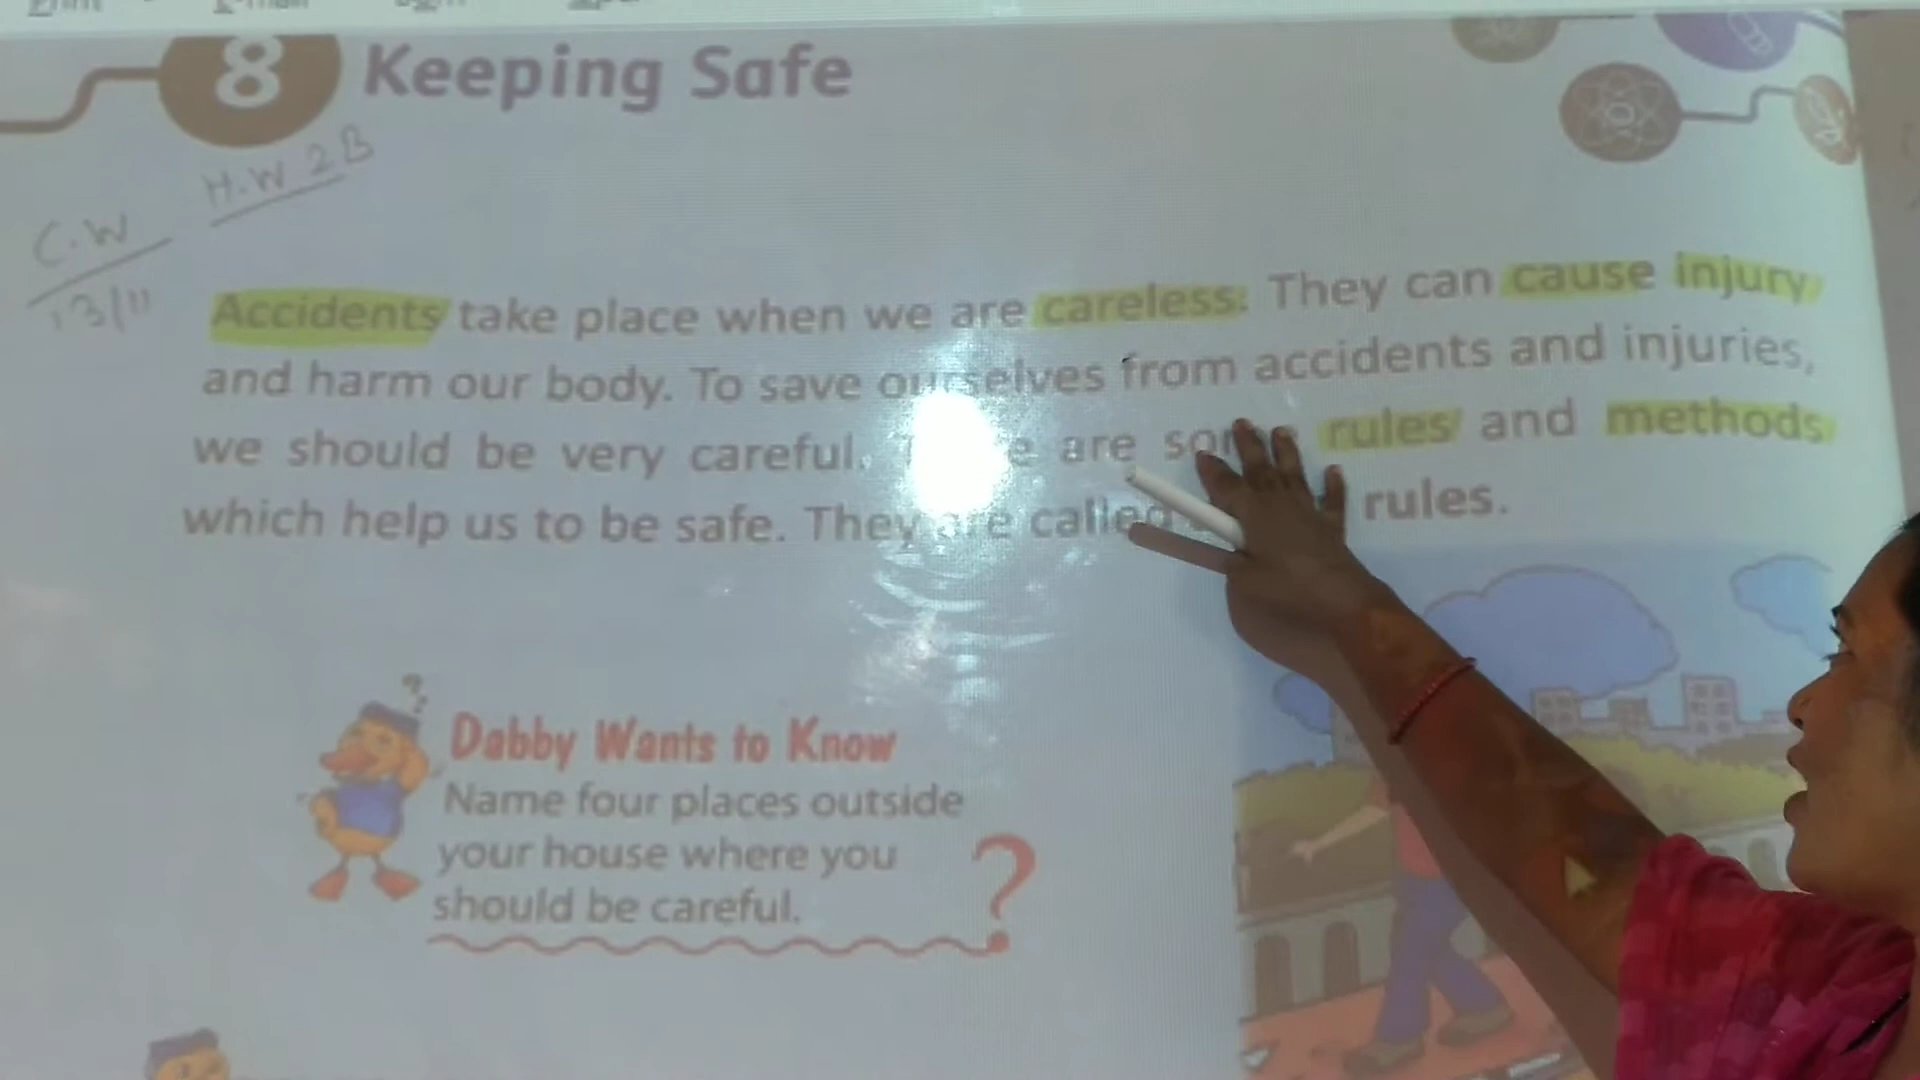 8 Keeping Safe
H.W 2B
C.W
13/11
Accidents take place when we are careless. They can cause injury
and harm our body. To save ourselves from accidents and injuries,
we should be very careful. are some rules and methods
which help us to be safe. They are called rules.
Dabby Wants to Know
Name four places outside
your house where you
should be careful.
?